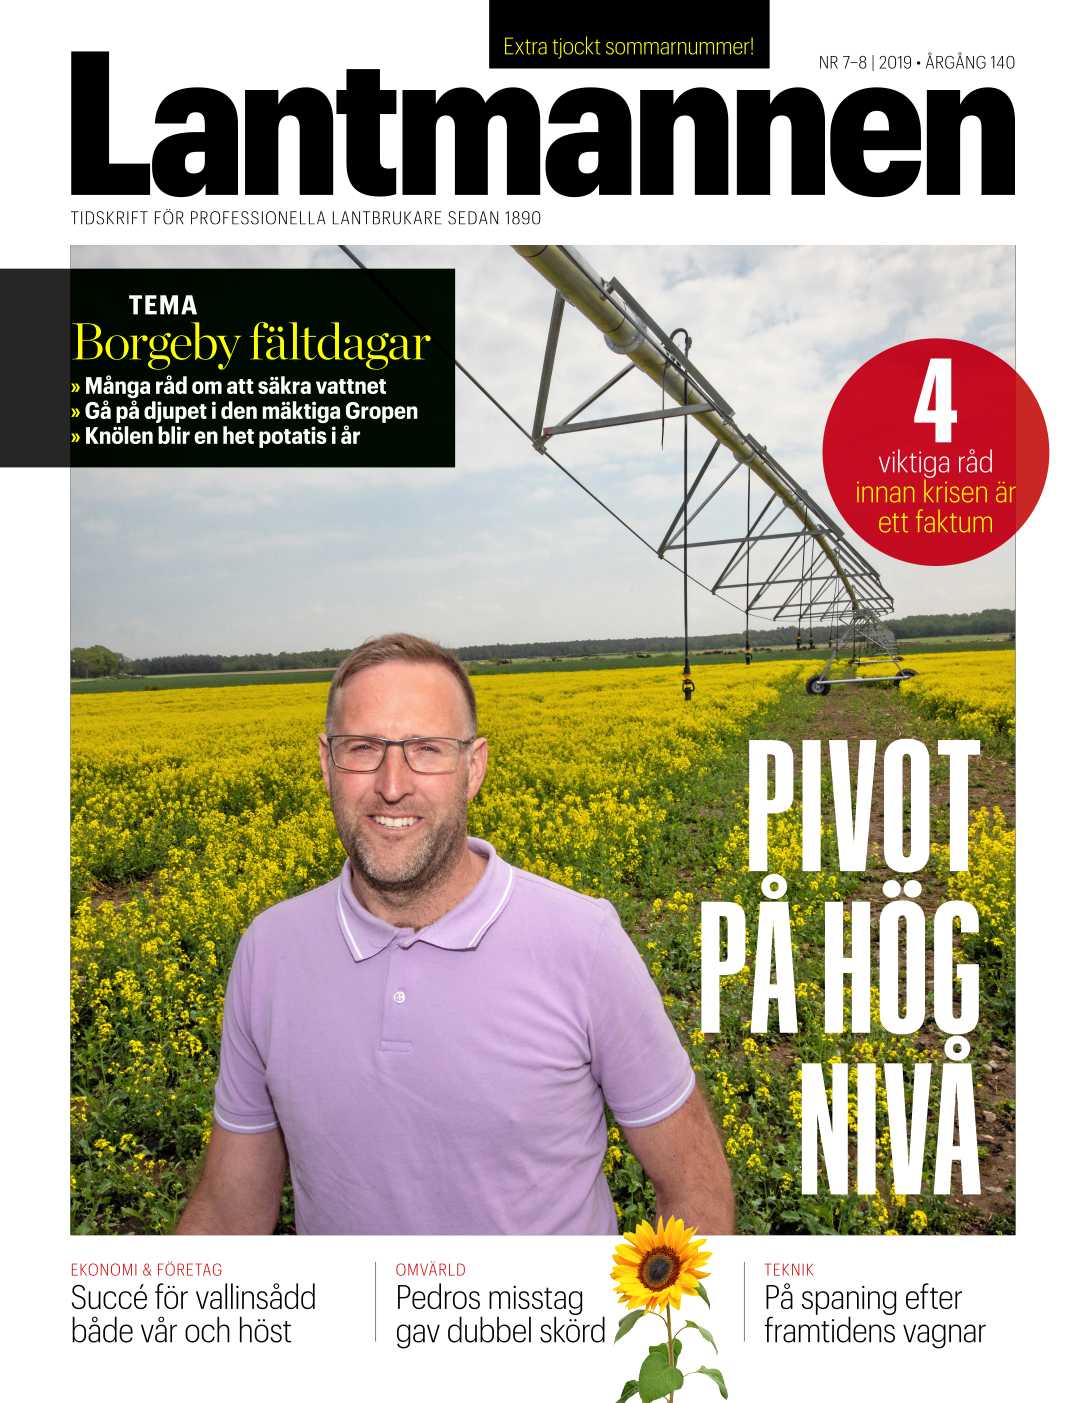 Extra tjockt sommarnummer!
NR 7–8 | 2019 • ÅRGÅNG 140
Lantmannen
TIDSKRIFT FÖR PROFESSIONELLA LANTBRUKARE SEDAN 1890
TEMA
Borgeby fältdagar
» Många råd om att säkra vattnet
» Gå på djupet i den mäktiga Gropen
» Knölen blir en het potatis i år
4
viktiga råd
innan krisen är
ett faktum
PIVOT
PÅ HÖG
NIVÅ
EKONOMI & FÖRETAG
Succé för vallinsådd
både vår och höst
OMVÄRLD
Pedros misstag
gav dubbel skörd
TEKNIK
På spaning efter
framtidens vagnar